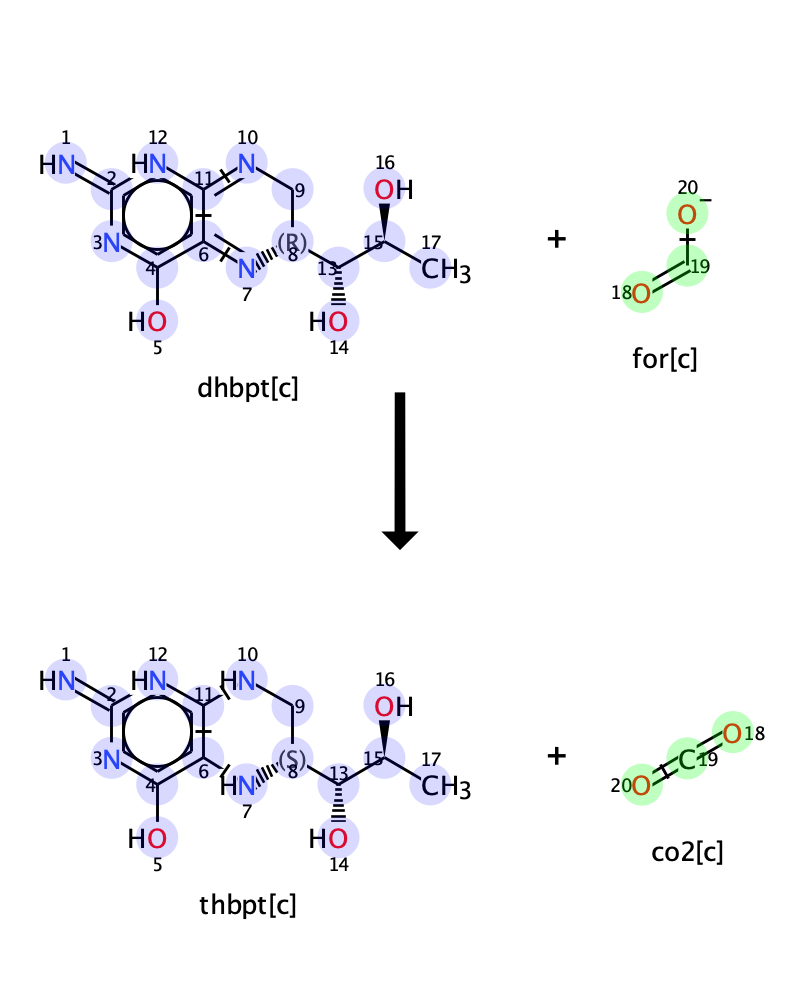 1 12 10
HN 2 HN 11 N 16
OH
9
3 N 4 6 N (R) 8 13 15 17 CH3
7
HO HO
5 14
dhbpt[c]
+
20
O−
19
18 O
for[c]
1 12 10
HN 2 HN 11 HN 16
OH
9
3 N 4 6 HN (S) 8 13 15 17 CH3
7
HO HO
5 14
thbpt[c]
+
O 18
C 19
20 O
co2[c]